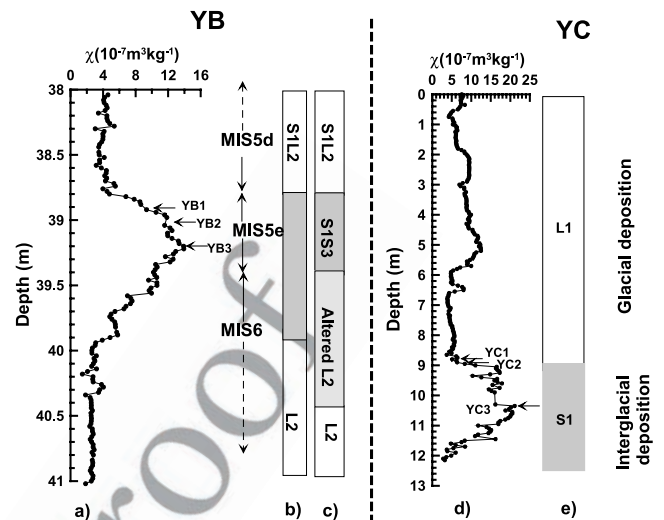 YB
χ(10⁻⁷m³kg⁻¹)
0 4 8 12 16
38
38.5
39
39.5
40
40.5
41
Depth (m)
YB1
YB2
YB3
MIS5d
MIS5e
MIS6
S1L2
L2
S1L2
S1S3
Altered L2
L2
a)
b)
c)
YC
χ(10⁻⁷m³kg⁻¹)
0 5 10 15 20 25
0
1
2
3
4
5
6
7
8
9
10
11
12
13
Depth (m)
YC1
YC2
YC3
L1
S1
Glacial deposition
Interglacial deposition
d)
e)
roof